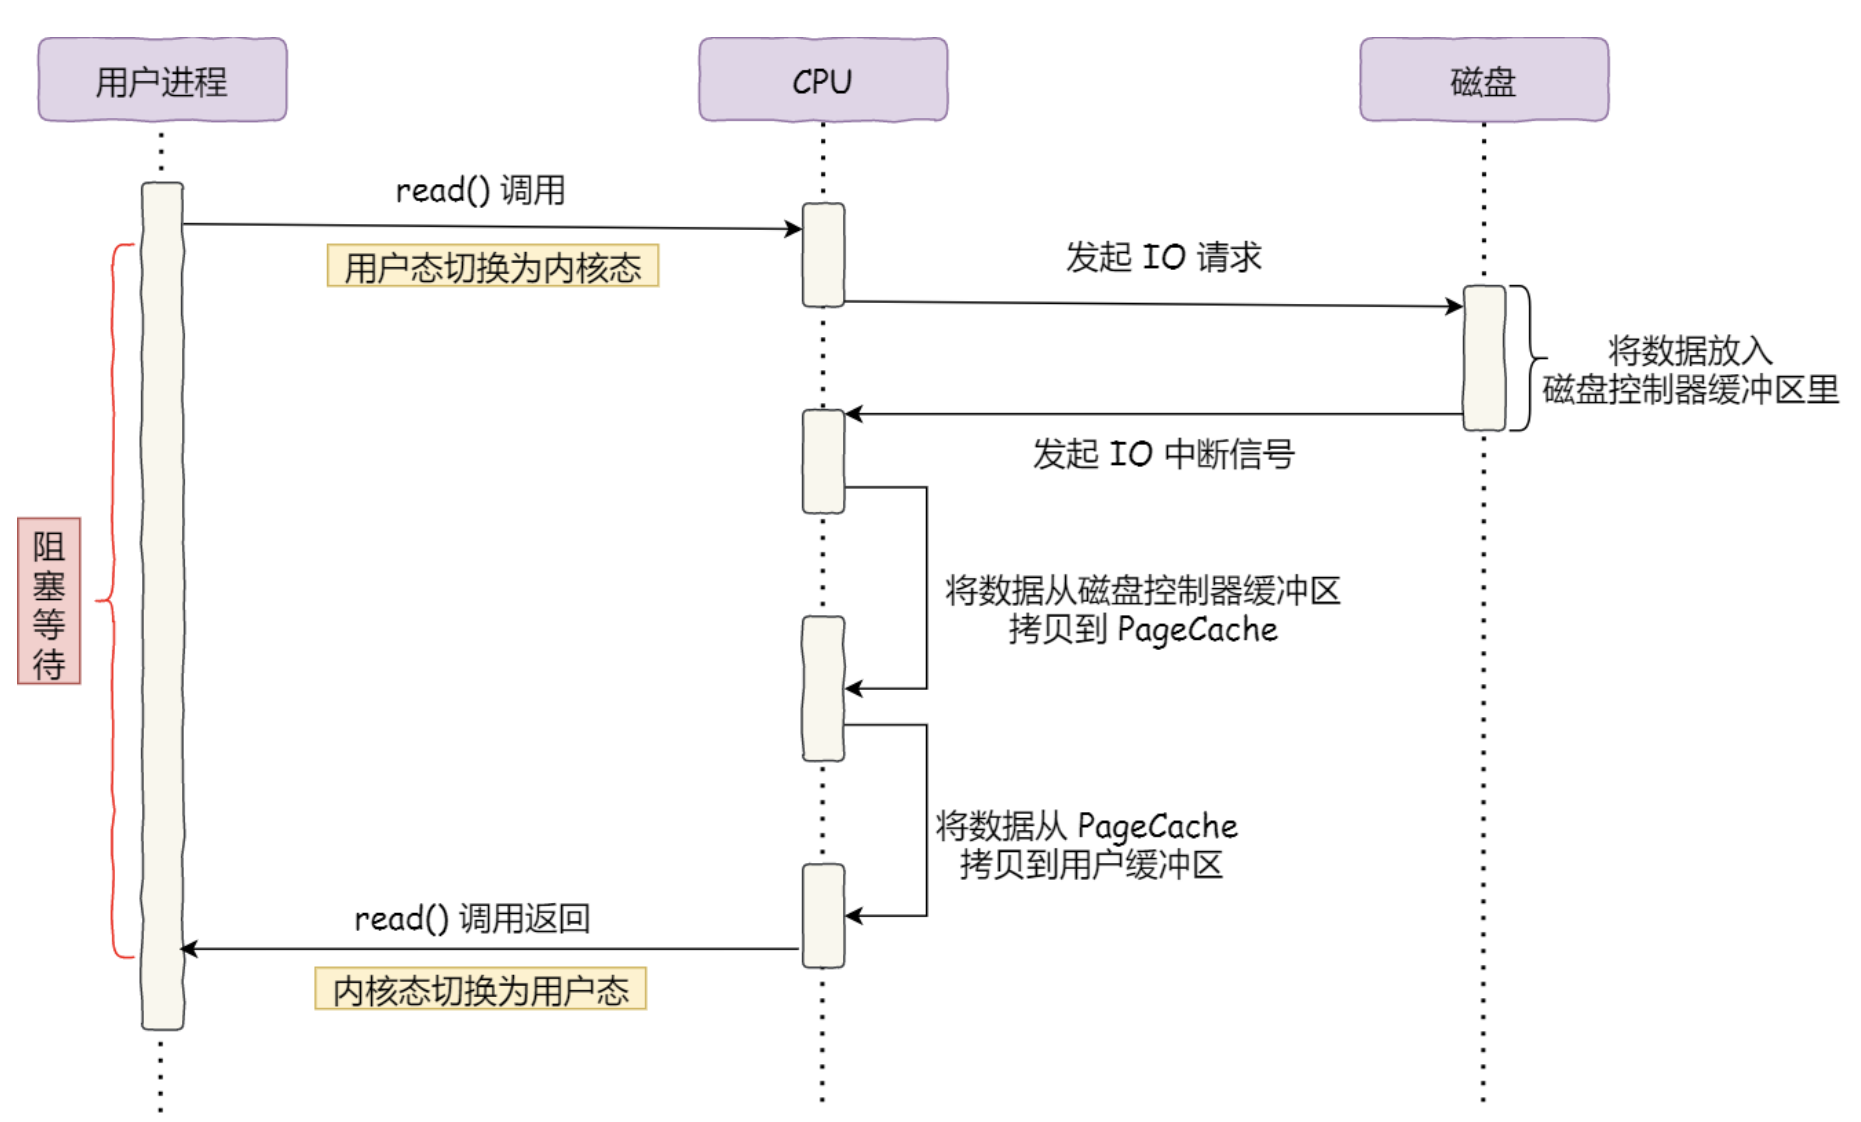 用户进程
CPU
磁盘
read() 调用
用户态切换为内核态
发起 IO 请求
将数据放入
磁盘控制器缓冲区里
发起 IO 中断信号
阻
塞
等
待
将数据从磁盘控制器缓冲区
拷贝到 PageCache
将数据从 PageCache
拷贝到用户缓冲区
read() 调用返回
内核态切换为用户态